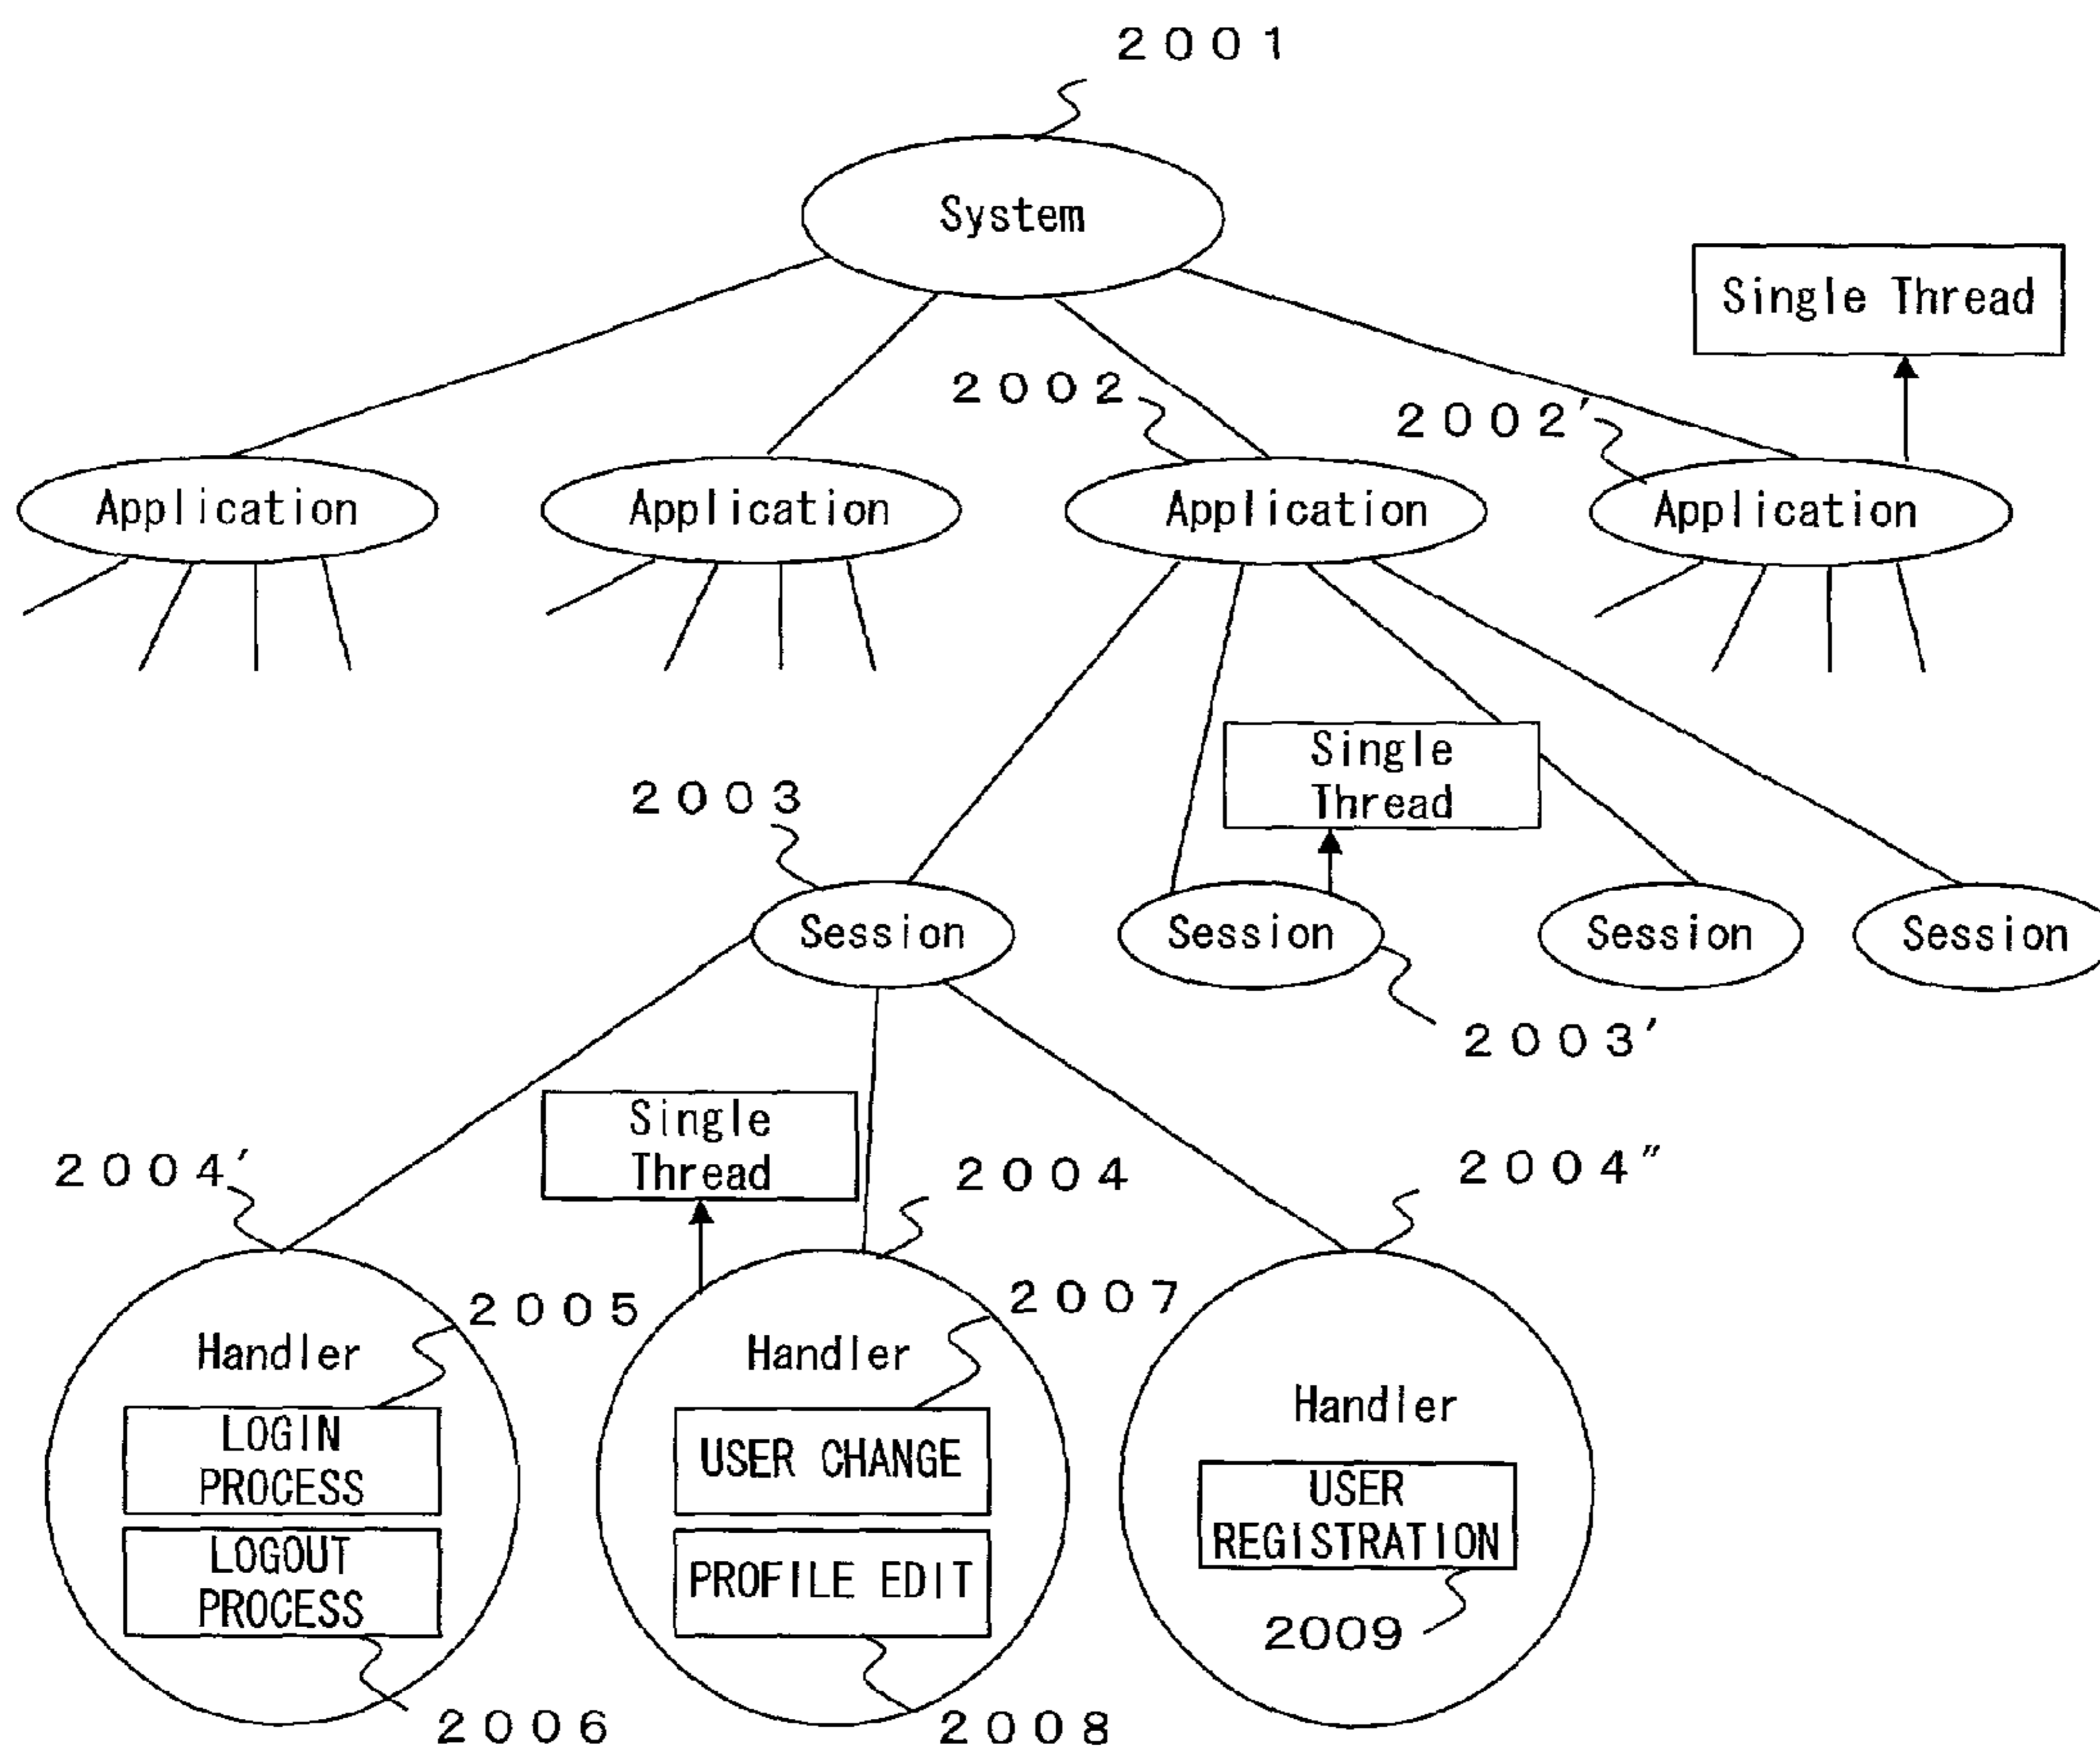 2001
System
Single Thread
2002
2002′
Application
Application
Application
Application
Single
Thread
2003
Session
Session
Session
Session
2003′
Single
Thread
2004′
2004
2004″
2005
2007
Handler
Handler
Handler
LOGIN
PROCESS
USER CHANGE
USER
REGISTRATION
LOGOUT
PROCESS
PROFILE EDIT
2009
2006
2008